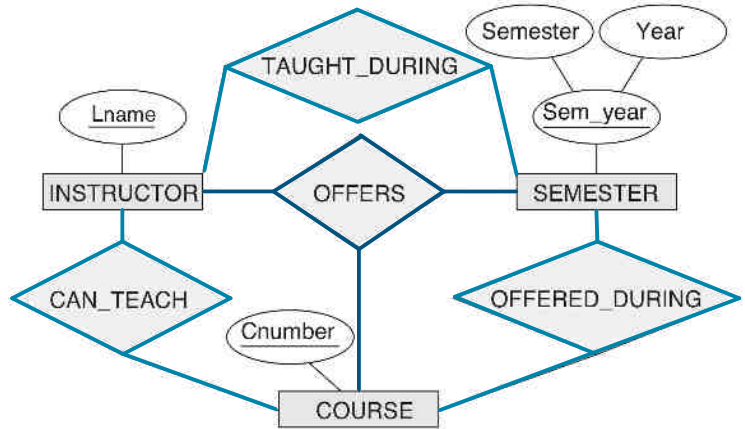 Semester
Year
TAUGHT_DURING
Lname
Sem_year
INSTRUCTOR
OFFERS
SEMESTER
CAN_TEACH
OFFERED_DURING
Cnumber
COURSE